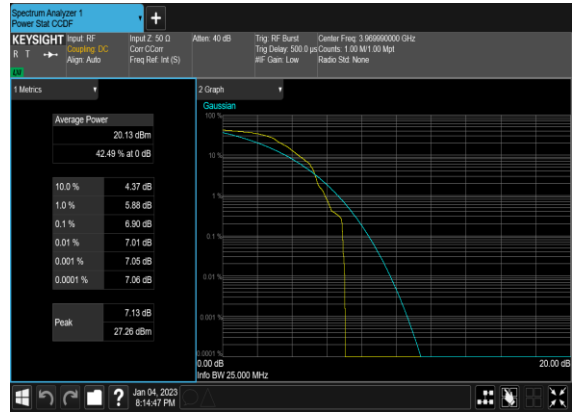 Spectrum Analyzer 1
Power Stat CCDF
KEYSIGHT
R T
Input: RF
Coupling: DC
Align: Auto
Input Z: 50 Ω
Corr CCorr
Freq Ref: Int (S)
Atten: 40 dB
Trig: RF Burst
Trig Delay: 500.0 µs
#IF Gain: Low
Center Freq: 3.969990000 GHz
Counts: 1.00 M/1.00 Mpt
Radio Std: None
1 Metrics
Average Power
20.13 dBm
42.49 % at 0 dB
10.0 % 4.37 dB
1.0 % 5.88 dB
0.1 % 6.90 dB
0.01 % 7.01 dB
0.001 % 7.05 dB
0.0001 % 7.06 dB
Peak
7.13 dB
27.26 dBm
2 Graph
Gaussian
100 %
10 %
1 %
0.1 %
0.01 %
0.001 %
0.0001 %
0.00 dB
20.00 dB
Info BW 25.000 MHz
Jan 04, 2023
8:14:47 PM